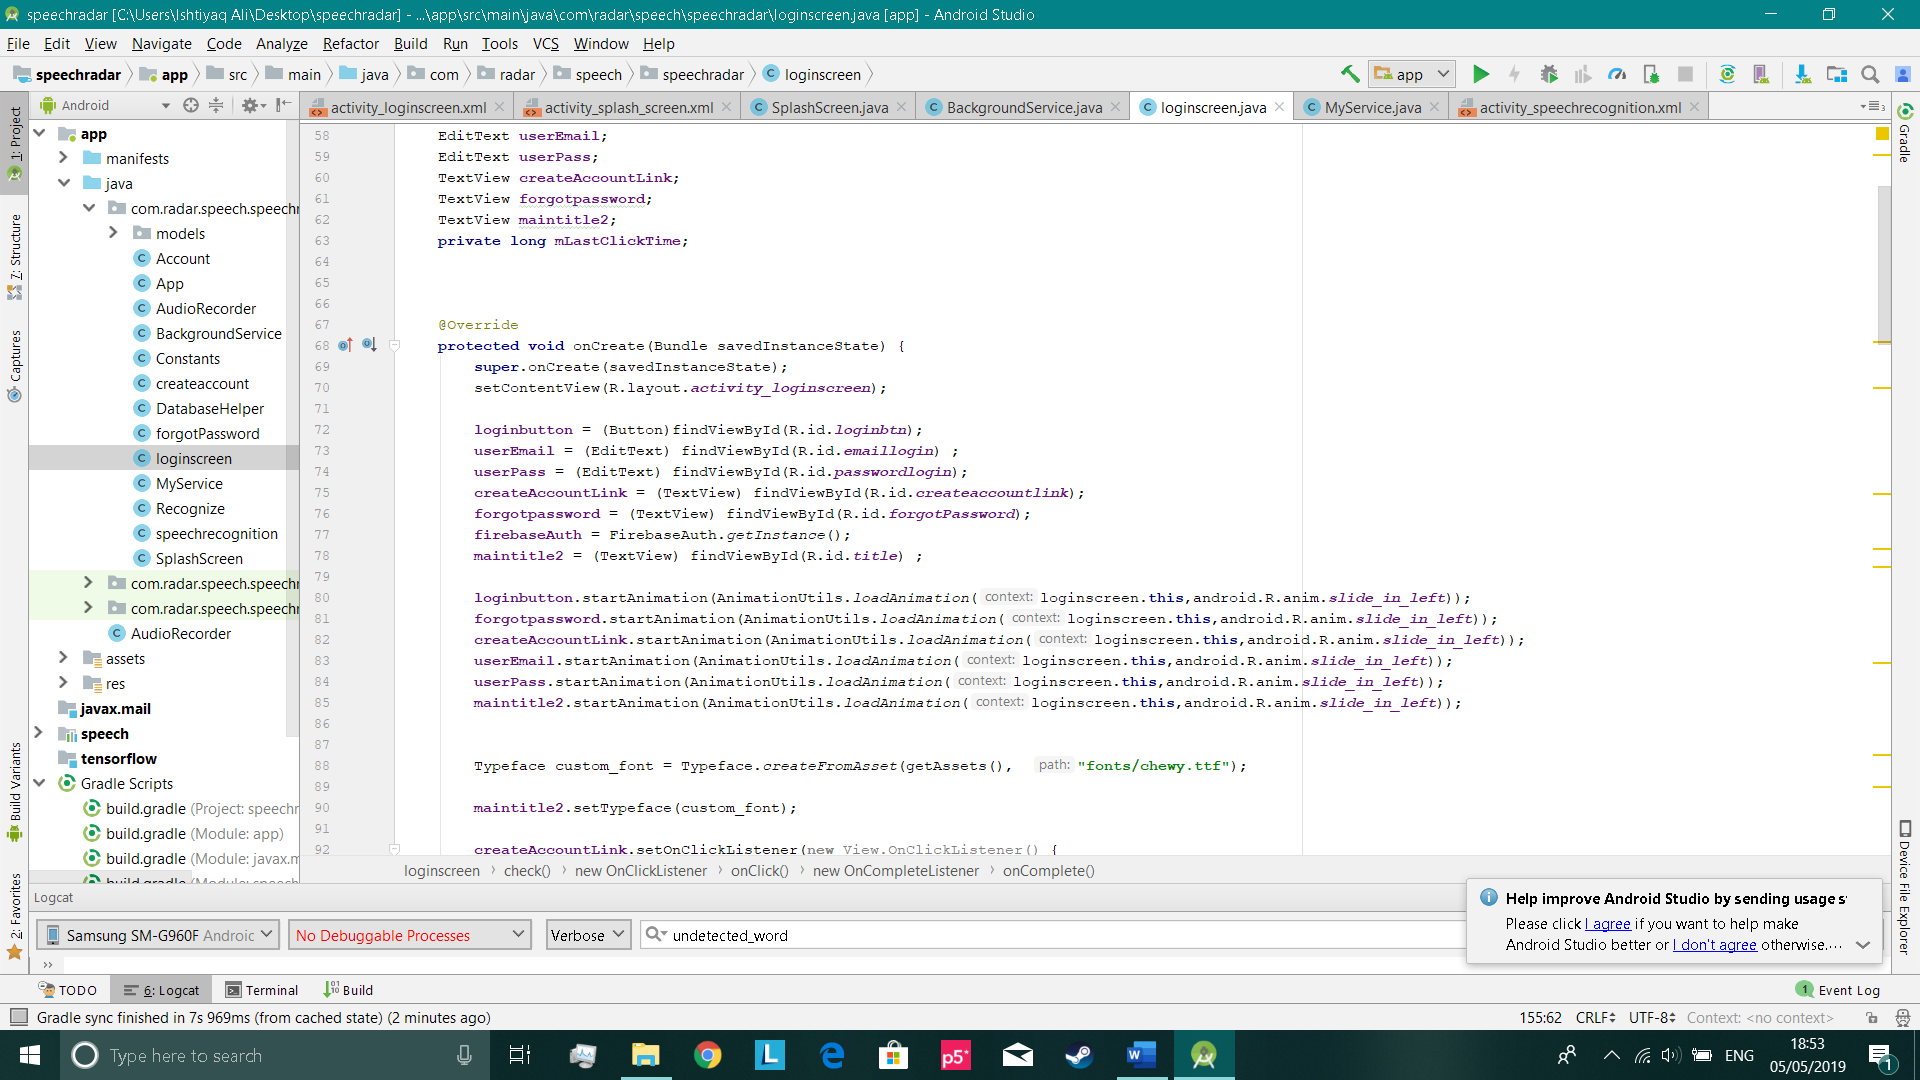 speechradar [C:\Users\Ishtiyaq Ali\Desktop\speechradar] - ...\app\src\main\java\com\radar\speech\speechradar\loginscreen.java [app] - Android Studio
File Edit View Navigate Code Analyze Refactor Build Run Tools VCS Window Help
speechradar app src main java com radar speech speechradar loginscreen app
Android activity_loginscreen.xml activity_splash_screen.xml SplashScreen.java BackgroundService.java loginscreen.java MyService.java activity_speechrecognition.xml
1: Project
7: Structure
Captures
Build Variants
2: Favorites
app
manifests
java
com.radar.speech.speechr
models
Account
App
AudioRecorder
BackgroundService
Constants
createaccount
DatabaseHelper
forgotPassword
loginscreen
MyService
Recognize
speechrecognition
SplashScreen
com.radar.speech.speechr
com.radar.speech.speechr
AudioRecorder
assets
res
javax.mail
speech
tensorflow
Gradle Scripts
build.gradle (Project: speechr
build.gradle (Module: app)
build.gradle (Module: javax.m
build.gradle (Module: speech
58 EditText userEmail;
59 EditText userPass;
60 TextView createAccountLink;
61 TextView forgotpassword;
62 TextView maintitle2;
63 private long mLastClickTime;
64
65
66
67 @Override
68 protected void onCreate(Bundle savedInstanceState) {
69 super.onCreate(savedInstanceState);
70 setContentView(R.layout.activity_loginscreen);
71
72 loginbutton = (Button)findViewById(R.id.loginbtn);
73 userEmail = (EditText) findViewById(R.id.emaillogin) ;
74 userPass = (EditText) findViewById(R.id.passwordlogin);
75 createAccountLink = (TextView) findViewById(R.id.createaccountlink);
76 forgotpassword = (TextView) findViewById(R.id.forgotPassword);
77 firebaseAuth = FirebaseAuth.getInstance();
78 maintitle2 = (TextView) findViewById(R.id.title) ;
79
80 loginbutton.startAnimation(AnimationUtils.loadAnimation( context: loginscreen.this,android.R.anim.slide_in_left));
81 forgotpassword.startAnimation(AnimationUtils.loadAnimation( context: loginscreen.this,android.R.anim.slide_in_left));
82 createAccountLink.startAnimation(AnimationUtils.loadAnimation( context: loginscreen.this,android.R.anim.slide_in_left));
83 userEmail.startAnimation(AnimationUtils.loadAnimation( context: loginscreen.this,android.R.anim.slide_in_left));
84 userPass.startAnimation(AnimationUtils.loadAnimation( context: loginscreen.this,android.R.anim.slide_in_left));
85 maintitle2.startAnimation(AnimationUtils.loadAnimation( context: loginscreen.this,android.R.anim.slide_in_left));
86
87
88 Typeface custom_font = Typeface.createFromAsset(getAssets(), path: "fonts/chewy.ttf");
89
90 maintitle2.setTypeface(custom_font);
91
92 createAccountLink.setOnClickListener(new View.OnClickListener() {
loginscreen check() new OnClickListener onClick() new OnCompleteListener onComplete()
Gradle
Device File Explorer
Logcat
Samsung SM-G960F Android No Debuggable Processes Verbose undetected_word
Help improve Android Studio by sending usage s
Please click I agree if you want to help make
Android Studio better or I don't agree otherwise....
TODO 6: Logcat Terminal Build 1 Event Log
Gradle sync finished in 7s 969ms (from cached state) (2 minutes ago) 155:62 CRLF UTF-8 Context: <no context>
Type here to search L p5* W ENG 18:53
05/05/2019 1